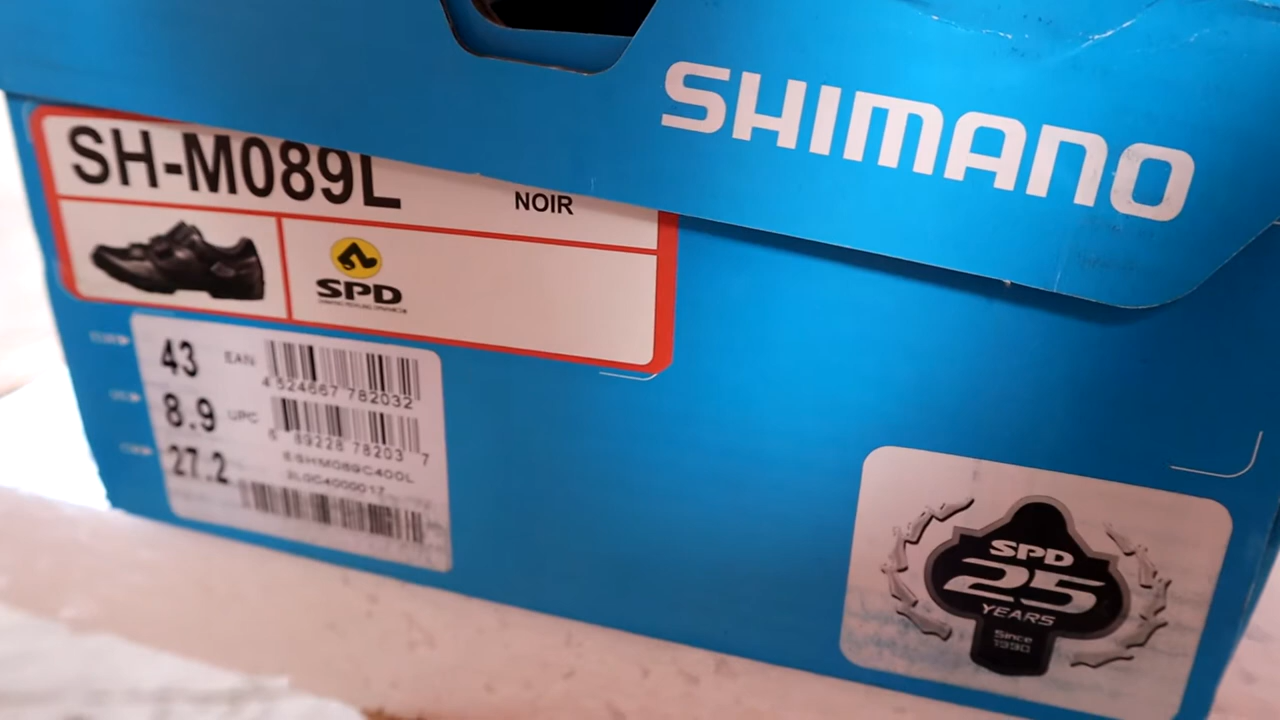 SHIMANO
SH-M089L
NOIR
SPD
43
EAN
4 524667 782032
8.9
UPC
6 89228 78203 7
27.2
ESHM089C400L
SPD
25
YEARS
Since
1990